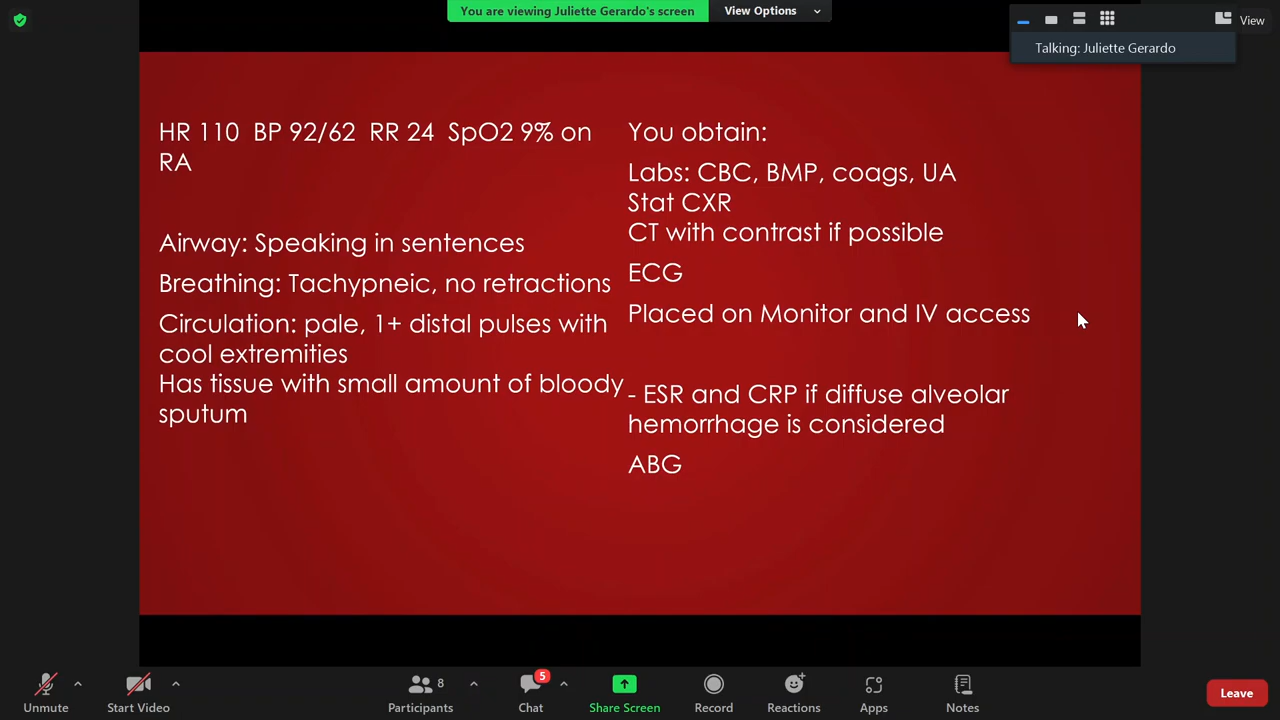 You are viewing Juliette Gerardo's screen
View Options
View
Talking: Juliette Gerardo
HR 110 BP 92/62 RR 24 SpO2 9% on
RA
Airway: Speaking in sentences
Breathing: Tachypneic, no retractions
Circulation: pale, 1+ distal pulses with
cool extremities
Has tissue with small amount of bloody
sputum
You obtain:
Labs: CBC, BMP, coags, UA
Stat CXR
CT with contrast if possible
ECG
Placed on Monitor and IV access
- ESR and CRP if diffuse alveolar
hemorrhage is considered
ABG
Unmute
Start Video
8
Participants
5
Chat
Share Screen
Record
Reactions
Apps
Notes
Leave